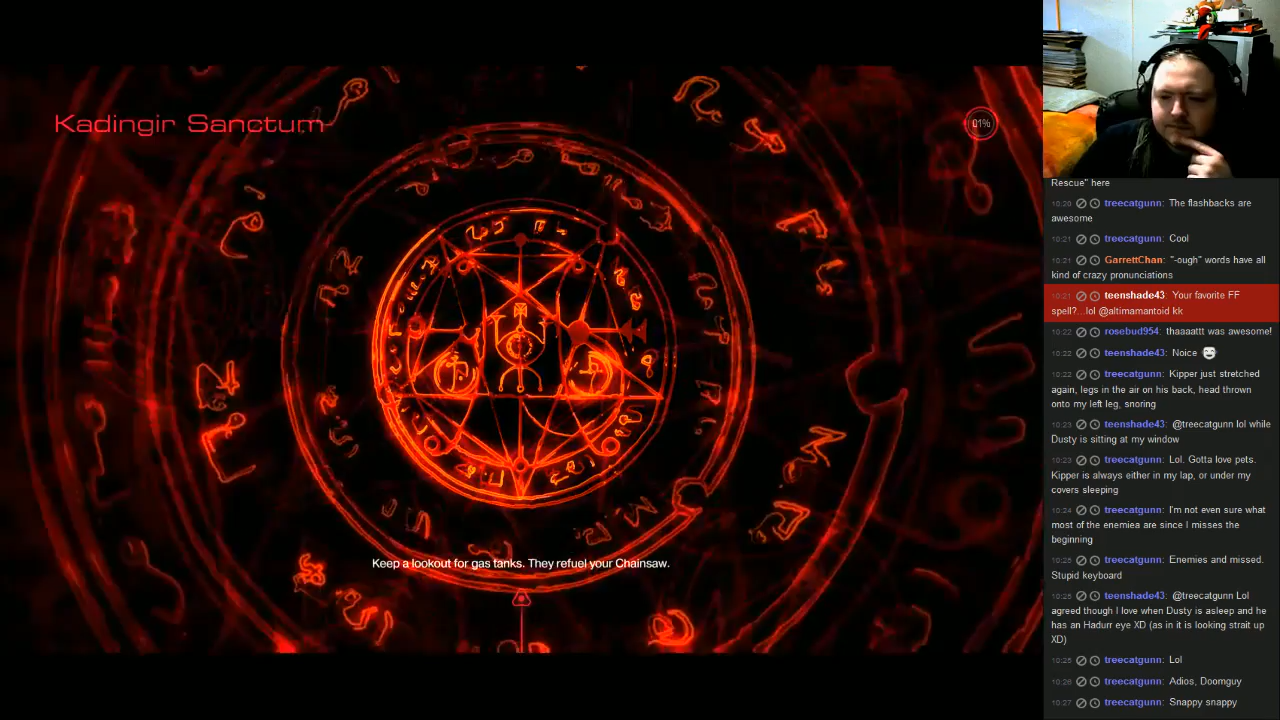 Kadingir Sanctum
01%
Keep a lookout for gas tanks. They refuel your Chainsaw.
Rescue" here
10:20 treecatgunn: The flashbacks are
awesome
10:21 treecatgunn: Cool
10:21 GarrettChan: "-ough" words have all
kind of crazy pronunciations
10:21 teenshade43: Your favorite FF
spell?...lol @altimamantoid kk
10:22 rosebud954: thaaaattt was awesome!
10:22 teenshade43: Noice
10:22 treecatgunn: Kipper just stretched
again, legs in the air on his back, head thrown
onto my left leg, snoring
10:23 teenshade43: @treecatgunn lol while
Dusty is sitting at my window
10:23 treecatgunn: Lol. Gotta love pets.
Kipper is always either in my lap, or under my
covers sleeping
10:24 treecatgunn: I'm not even sure what
most of the enemiea are since I misses the
beginning
10:25 treecatgunn: Enemies and missed.
Stupid keyboard
10:25 teenshade43: @treecatgunn Lol
agreed though I love when Dusty is asleep and he
has an Hadurr eye XD (as in it is looking strait up
XD)
10:25 treecatgunn: Lol
10:26 treecatgunn: Adios, Doomguy
10:27 treecatgunn: Snappy snappy